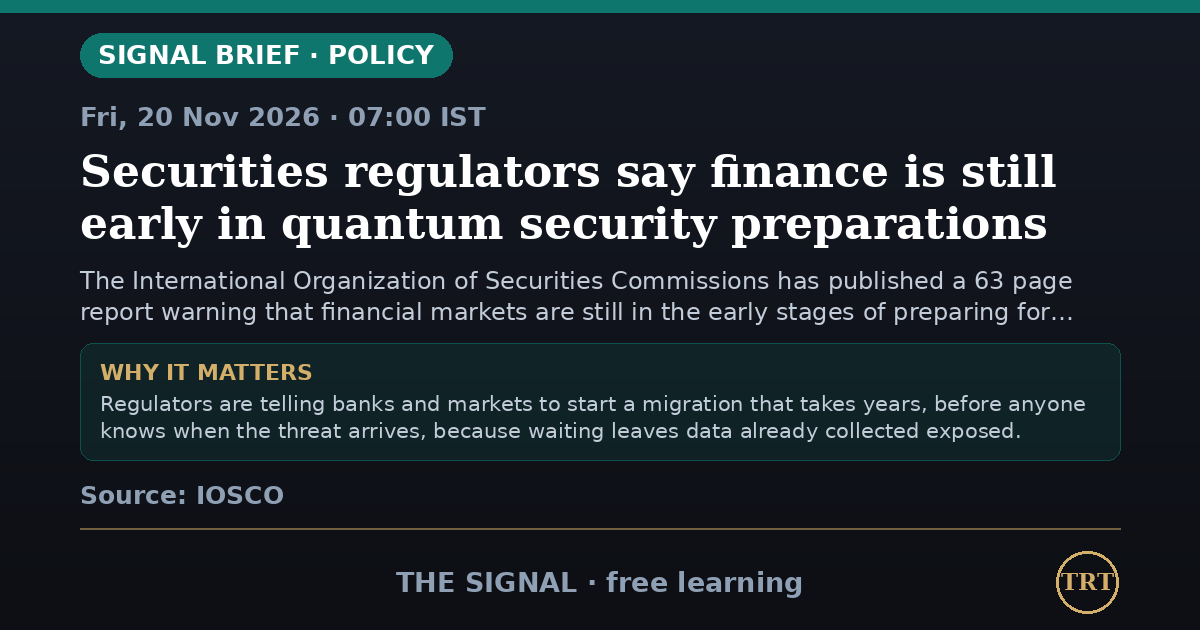 SIGNAL BRIEF · POLICY
Fri, 20 Nov 2026 · 07:00 IST
Securities regulators say finance is still
early in quantum security preparations
The International Organization of Securities Commissions has published a 63 page
report warning that financial markets are still in the early stages of preparing for…
WHY IT MATTERS
Regulators are telling banks and markets to start a migration that takes years, before anyone
knows when the threat arrives, because waiting leaves data already collected exposed.
Source: IOSCO
THE SIGNAL · free learning
TRT